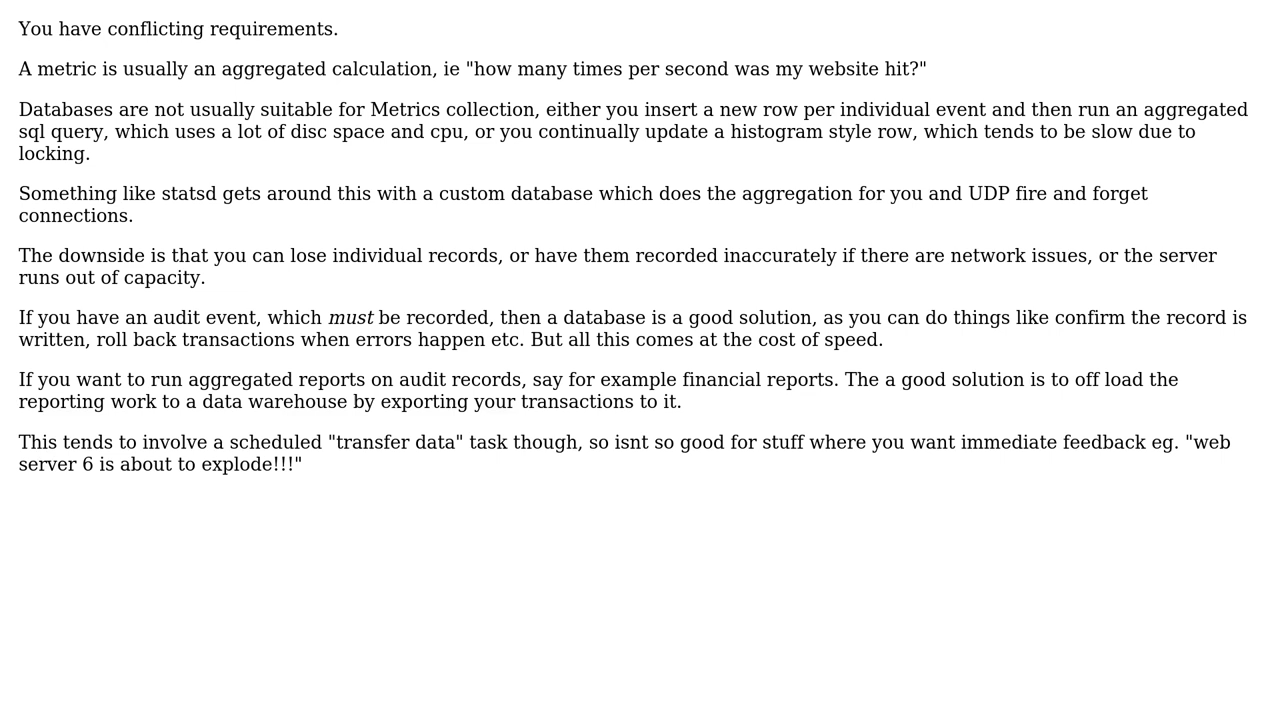 You have conflicting requirements.
A metric is usually an aggregated calculation, ie "how many times per second was my website hit?"
Databases are not usually suitable for Metrics collection, either you insert a new row per individual event and then run an aggregated
sql query, which uses a lot of disc space and cpu, or you continually update a histogram style row, which tends to be slow due to
locking.
Something like statsd gets around this with a custom database which does the aggregation for you and UDP fire and forget
connections.
The downside is that you can lose individual records, or have them recorded inaccurately if there are network issues, or the server
runs out of capacity.
If you have an audit event, which must be recorded, then a database is a good solution, as you can do things like confirm the record is
written, roll back transactions when errors happen etc. But all this comes at the cost of speed.
If you want to run aggregated reports on audit records, say for example financial reports. The a good solution is to off load the
reporting work to a data warehouse by exporting your transactions to it.
This tends to involve a scheduled "transfer data" task though, so isnt so good for stuff where you want immediate feedback eg. "web
server 6 is about to explode!!!"